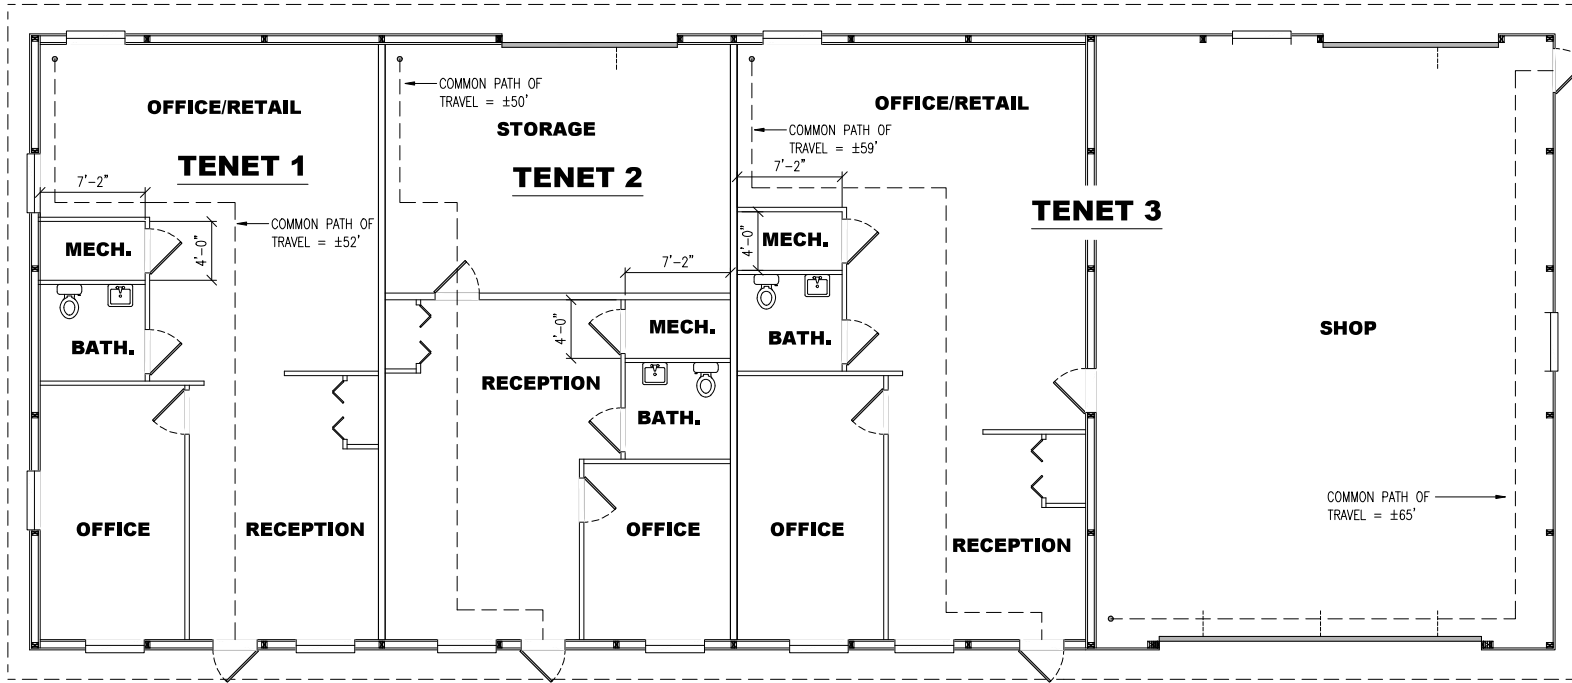 OFFICE/RETAIL
TENET 1
7'-2"
COMMON PATH OF
TRAVEL = ±52'
MECH.
4'-0"
BATH.
OFFICE
RECEPTION
COMMON PATH OF
TRAVEL = ±50'
STORAGE
TENET 2
7'-2"
4'-0"
MECH.
RECEPTION
BATH.
OFFICE
OFFICE/RETAIL
COMMON PATH OF
TRAVEL = ±59'
7'-2"
TENET 3
MECH.
4'-0"
BATH.
OFFICE
RECEPTION
SHOP
COMMON PATH OF
TRAVEL = ±65'